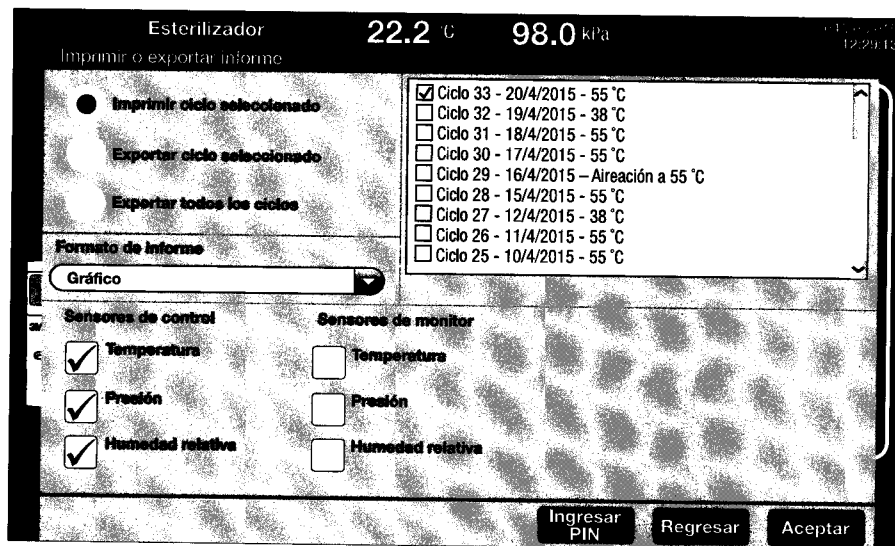 Esterilizador
22.2 °C
98.0 kPa
12:29:13
Imprimir o exportar informe
Imprimir ciclo seleccionado
Exportar ciclo seleccionado
Exportar todos los ciclos
Ciclo 33 - 20/4/2015 - 55 °C
Ciclo 32 - 19/4/2015 - 38 °C
Ciclo 31 - 18/4/2015 - 55 °C
Ciclo 30 - 17/4/2015 - 55 °C
Ciclo 29 - 16/4/2015 – Aireación a 55 °C
Ciclo 28 - 15/4/2015 - 55 °C
Ciclo 27 - 12/4/2015 - 38 °C
Ciclo 26 - 11/4/2015 - 55 °C
Ciclo 25 - 10/4/2015 - 55 °C
Formato de informe
Gráfico
Sensores de control
Temperatura
Presión
Humedad relativa
Sensores de monitor
Temperatura
Presión
Humedad relativa
Ingresar
PIN
Regresar
Aceptar